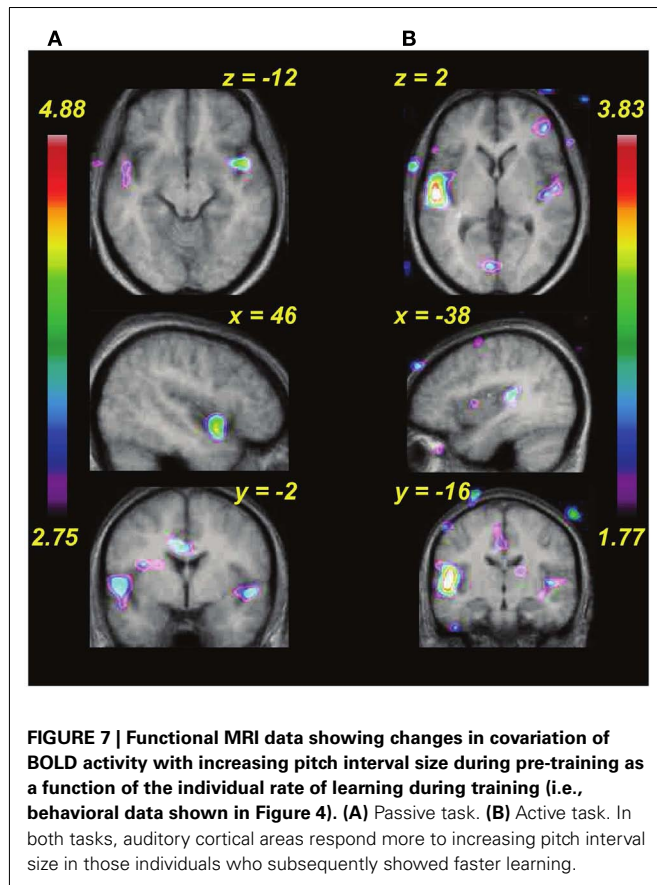 A B
z = -12 z = 2
4.88 3.83
x = 46 x = -38
y = -2 y = -16
2.75 1.77
FIGURE 7 | Functional MRI data showing changes in covariation of
BOLD activity with increasing pitch interval size during pre-training as
a function of the individual rate of learning during training (i.e.,
behavioral data shown in Figure 4). (A) Passive task. (B) Active task. In
both tasks, auditory cortical areas respond more to increasing pitch interval
size in those individuals who subsequently showed faster learning.